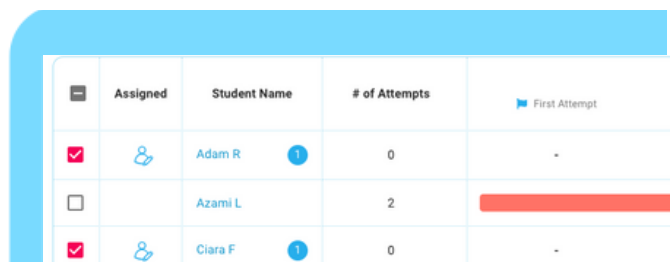 Assigned Student Name # of Attempts First Attempt
Adam R 1 0 -
Azami L 2
Ciara F 1 0 -